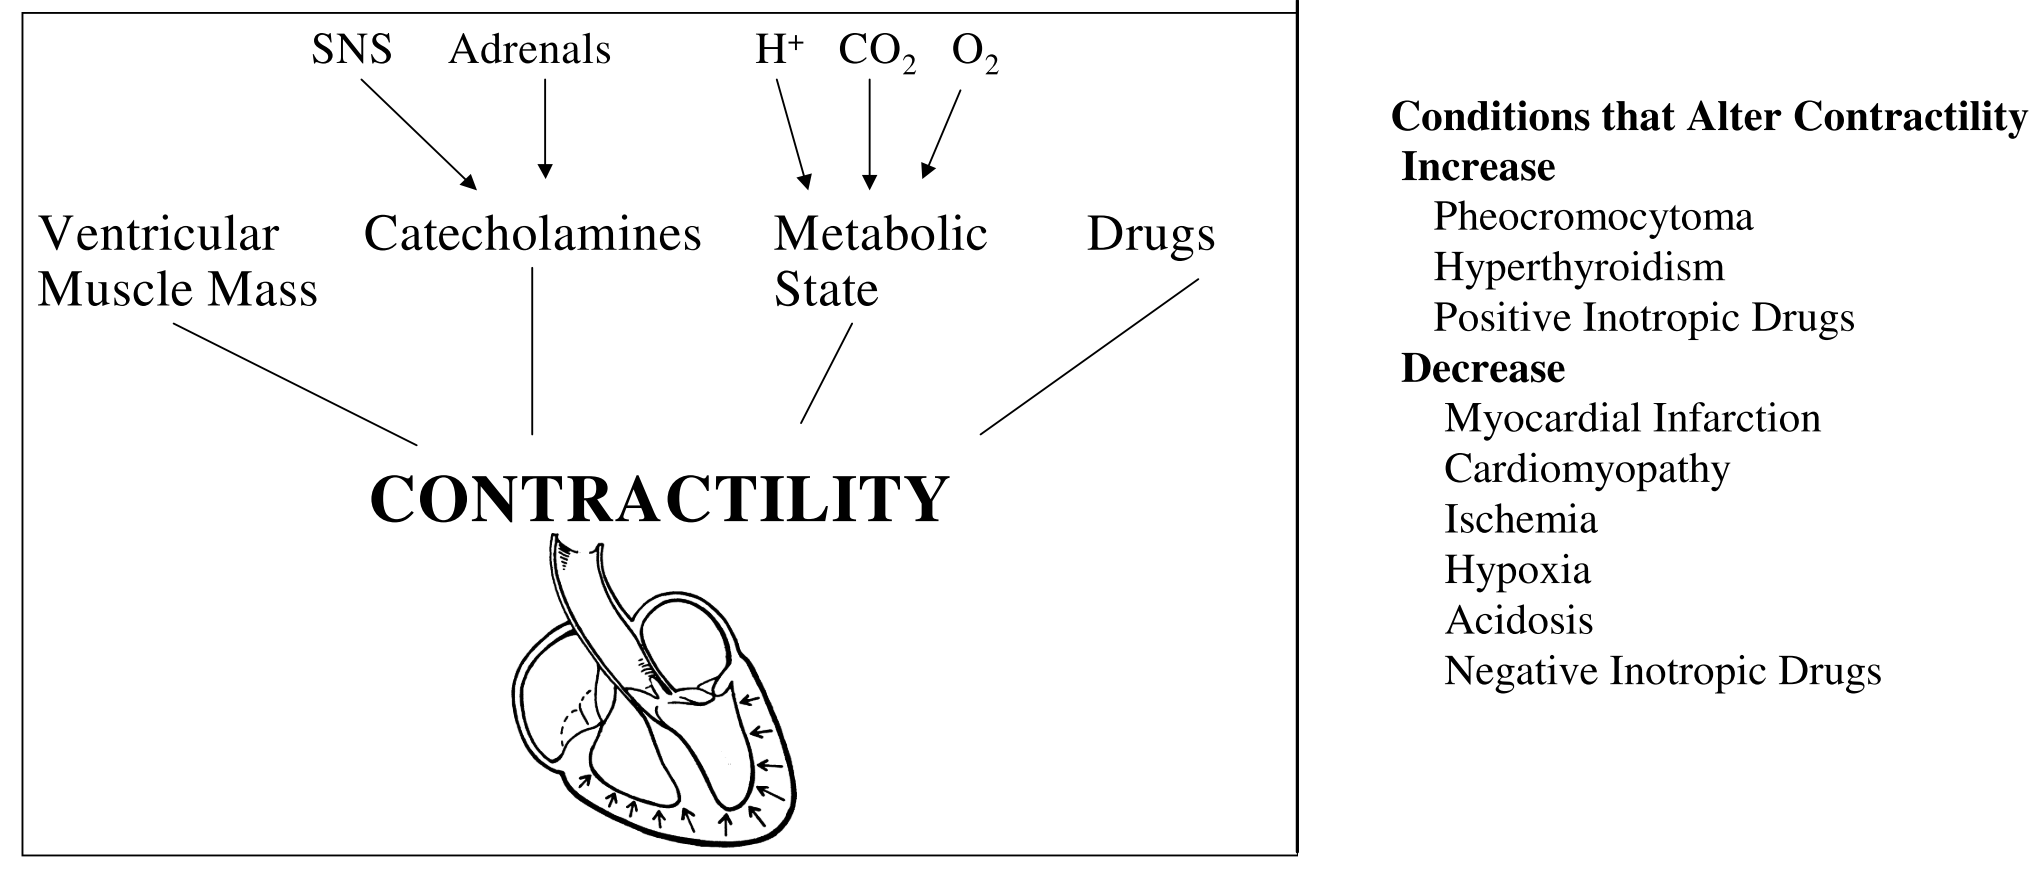 SNS Adrenals H⁺ CO₂ O₂
Ventricular Muscle Mass
Catecholamines
Metabolic State
Drugs
CONTRACTILITY
Conditions that Alter Contractility
Increase
Pheocromocytoma
Hyperthyroidism
Positive Inotropic Drugs
Decrease
Myocardial Infarction
Cardiomyopathy
Ischemia
Hypoxia
Acidosis
Negative Inotropic Drugs